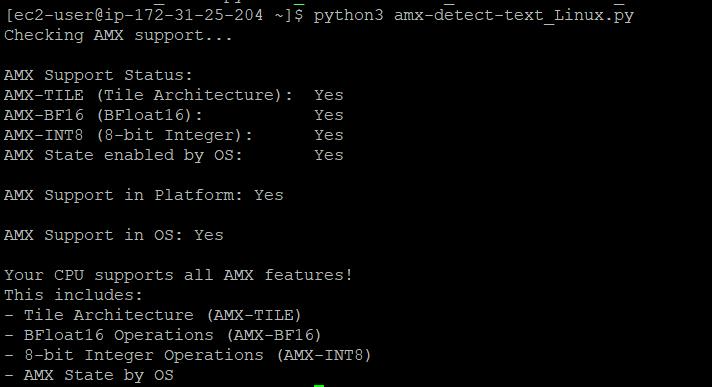 [ec2-user@ip-172-31-25-204 ~]$ python3 amx-detect-text_Linux.py
Checking AMX support...
AMX Support Status:
AMX-TILE (Tile Architecture): Yes
AMX-BF16 (BFloat16): Yes
AMX-INT8 (8-bit Integer): Yes
AMX State enabled by OS: Yes
AMX Support in Platform: Yes
AMX Support in OS: Yes
Your CPU supports all AMX features!
This includes:
- Tile Architecture (AMX-TILE)
- BFloat16 Operations (AMX-BF16)
- 8-bit Integer Operations (AMX-INT8)
- AMX State by OS